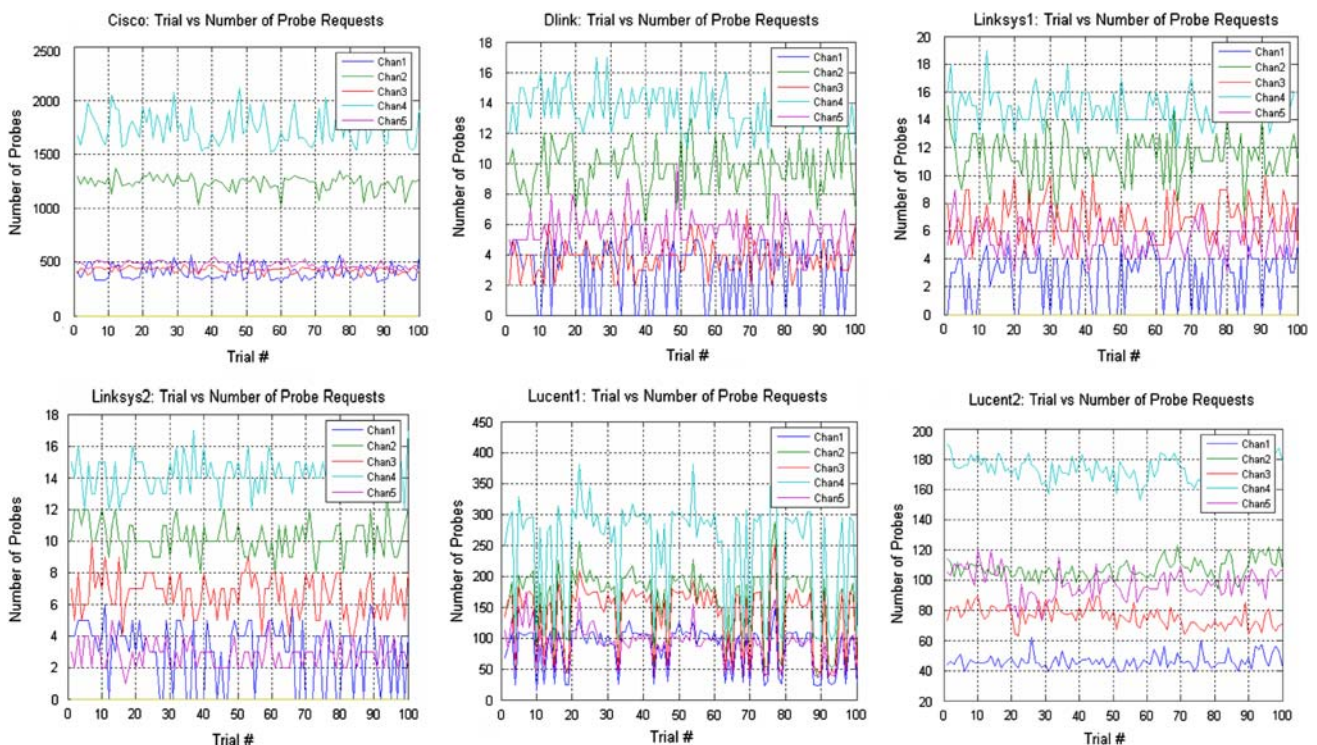 Cisco: Trial vs Number of Probe Requests
Number of Probes
2500
2000
1500
1000
500
0
Chan1
Chan2
Chan3
Chan4
Chan5
0 10 20 30 40 50 60 70 80 90 100
Trial #
Dlink: Trial vs Number of Probe Requests
Number of Probes
18
16
14
12
10
8
6
4
2
0
Chan1
Chan2
Chan3
Chan4
Chan5
0 10 20 30 40 50 60 70 80 90 100
Trial #
Linksys1: Trial vs Number of Probe Requests
Number of Probes
20
18
16
14
12
10
8
6
4
2
0
Chan1
Chan2
Chan3
Chan4
Chan5
0 10 20 30 40 50 60 70 80 90 100
Trial #
Linksys2: Trial vs Number of Probe Requests
Number of Probes
18
16
14
12
10
8
6
4
2
0
Chan1
Chan2
Chan3
Chan4
Chan5
0 10 20 30 40 50 60 70 80 90 100
Trial #
Lucent1: Trial vs Number of Probe Requests
Number of Probes
450
400
350
300
250
200
150
100
50
0
Chan1
Chan2
Chan3
Chan4
Chan5
0 10 20 30 40 50 60 70 80 90 100
Trial #
Lucent2: Trial vs Number of Probe Requests
Number of Probes
200
180
160
140
120
100
80
60
40
20
Chan1
Chan2
Chan3
Chan4
Chan5
0 10 20 30 40 50 60 70 80 90 100
Trial #